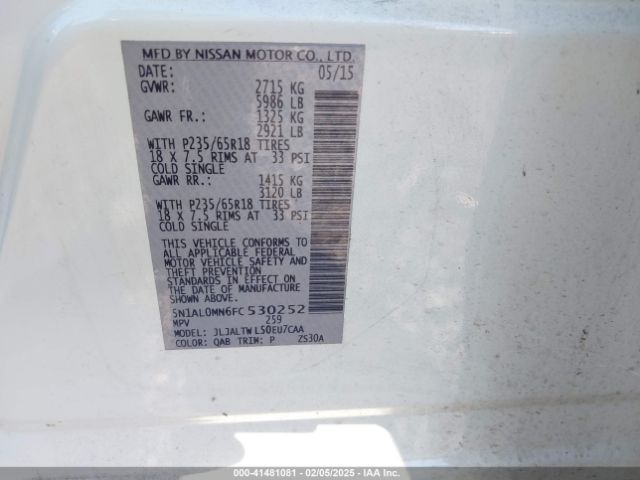 MFD BY NISSAN MOTOR CO., LTD.
DATE: 05/15
GVWR: 2715 KG
5986 LB
GAWR FR.: 1325 KG
2921 LB
WITH P235/65R18 TIRES
18 X 7.5 RIMS AT 33 PSI
COLD SINGLE
GAWR RR.: 1415 KG
3120 LB
WITH P235/65R18 TIRES
18 X 7.5 RIMS AT 33 PSI
COLD SINGLE
THIS VEHICLE CONFORMS TO
ALL APPLICABLE FEDERAL
MOTOR VEHICLE SAFETY AND
THEFT PREVENTION
STANDARDS IN EFFECT ON
THE DATE OF MANUFACTURE
SHOWN ABOVE.
5N1AL0MN6FC530252
MPV 259
MODEL: JLJALTWL50EU7CAA
COLOR: QAB TRIM: P ZS30A
000-41481081 | 02/05/2025 | IAA Inc.